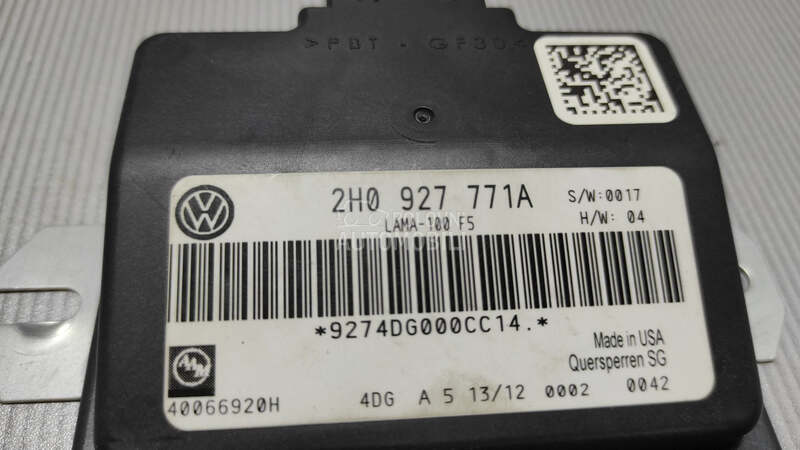 >PBT-GF30<
2H0 927 771A
S/W:0017
LAMA-100 F5
H/W: 04
*9274DG000CC14.*
Made in USA
Quersperren SG
AAM
40066920H
4DG A 5 13/12 0002 0042